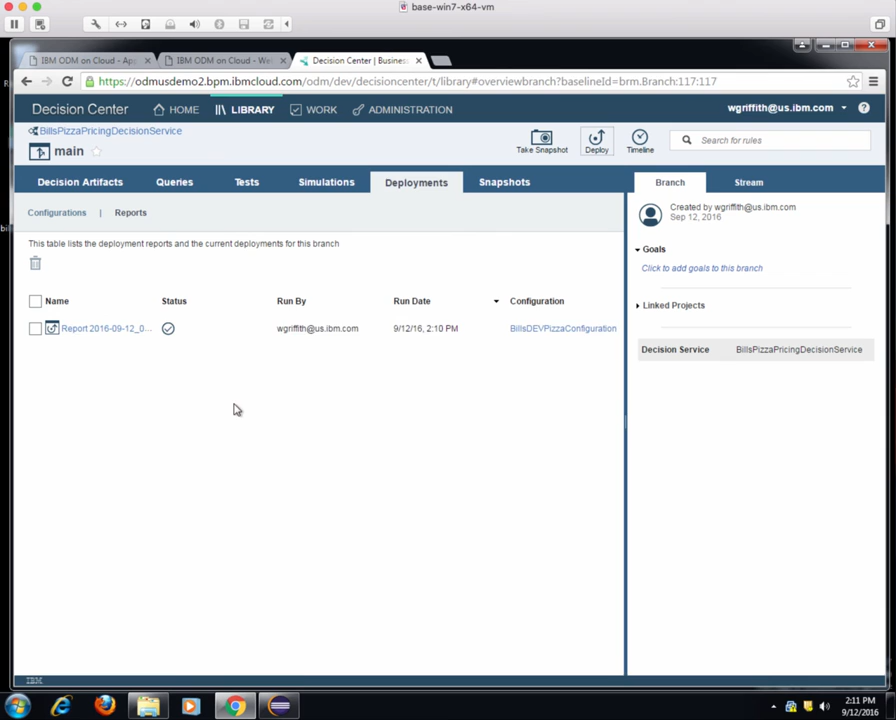 base-win7-x64-vm
IBM ODM on Cloud - App
IBM ODM on Cloud - Wel
Decision Center | Busines
https://odmusdemo2.bpm.ibmcloud.com/odm/dev/decisioncenter/t/library#overviewbranch?baselineId=brm.Branch:117:117
Decision Center
HOME
LIBRARY
WORK
ADMINISTRATION
wgriffith@us.ibm.com
BillsPizzaPricingDecisionService
main
Take Snapshot
Deploy
Timeline
Search for rules
Decision Artifacts
Queries
Tests
Simulations
Deployments
Snapshots
Branch
Stream
Configurations | Reports
Created by wgriffith@us.ibm.com
Sep 12, 2016
This table lists the deployment reports and the current deployments for this branch
Goals
Click to add goals to this branch
Name Status Run By Run Date Configuration
Linked Projects
Report 2016-09-12_0... wgriffith@us.ibm.com 9/12/16, 2:10 PM BillsDEVPizzaConfiguration
Decision Service BillsPizzaPricingDecisionService
IBM
2:11 PM
9/12/2016